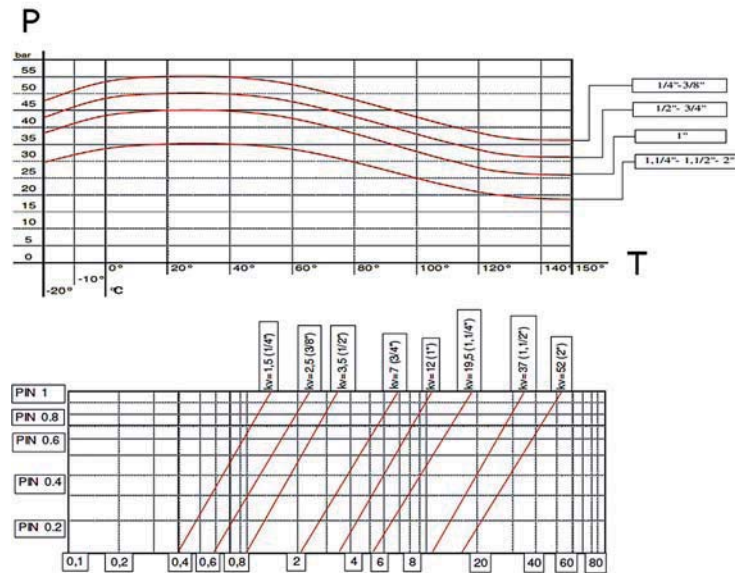 P
bar
55
50
45
40
35
30
25
20
15
10
5
0
1/4"-3/8"
1/2"- 3/4"
1"
1,1/4"- 1,1/2"- 2"
0° 20° 40° 60° 80° 100° 120° 140° 150° T
-10°
-20° °C
kv=1,5 (1/4")
kv=2,5 (3/8")
kv=3,5 (1/2")
kv=7 (3/4")
kv=12 (1")
kv=19,5 (1,1/4")
kv=37 (1,1/2")
kv=52 (2")
PIN 1
PIN 0.8
PIN 0.6
PIN 0.4
PIN 0.2
0,1 0,2 0,4 0,6 0,8 2 4 6 8 20 40 60 80